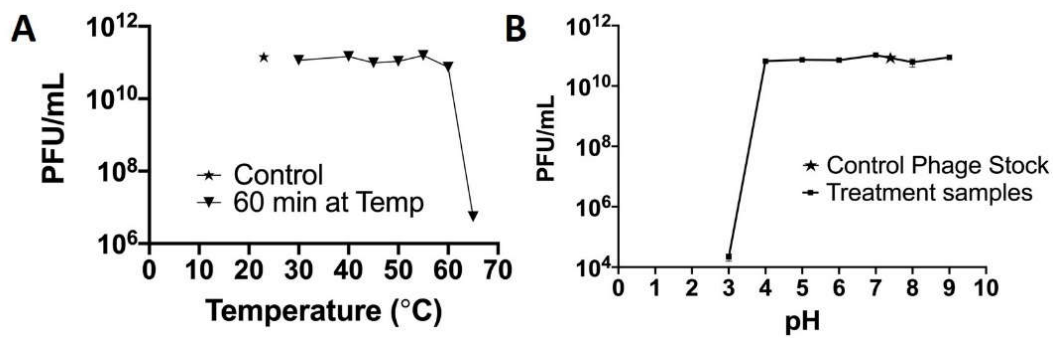 A
PFU/mL
10^12
10^10
10^8
10^6
Control
60 min at Temp
0 10 20 30 40 50 60 70
Temperature (°C)
B
PFU/mL
10^12
10^10
10^8
10^6
10^4
Control Phage Stock
Treatment samples
0 1 2 3 4 5 6 7 8 9 10
pH